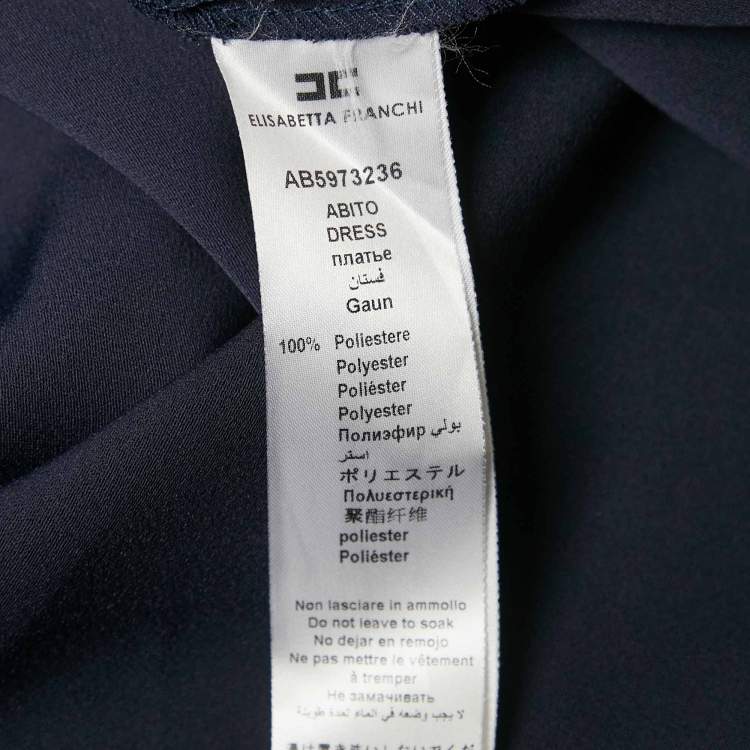 ELISABETTA FRANCHI
AB5973236
ABITO
DRESS
платье
فستان
Gaun
100% Poliestere
Polyester
Poliéster
Polyester
Полиэфир بولي
استر
ポリエステル
Πολυεστερική
聚酯纤维
poliester
Poliéster
Non lasciare in ammollo
Do not leave to soak
No dejar en remojo
Ne pas mettre le vêtement
à tremper
Не замачивать
لا يجب وضعه في الماء لمدة طويلة